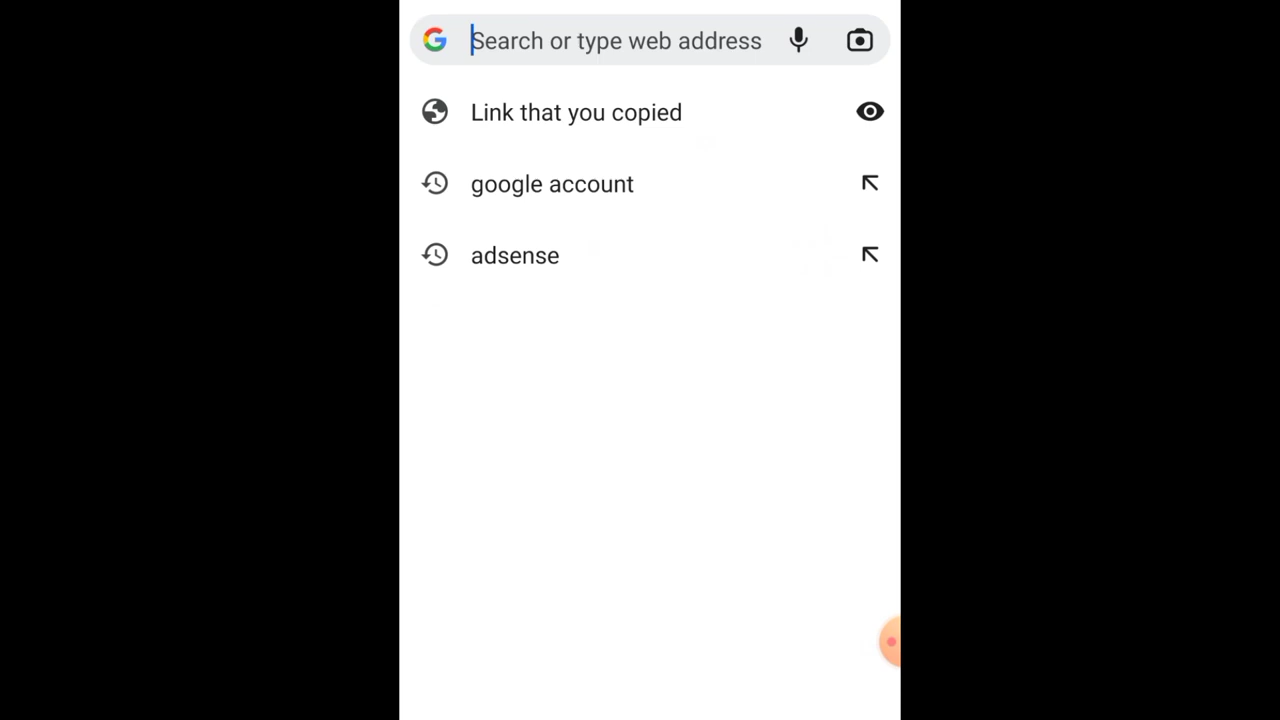 Search or type web address
Link that you copied
google account
adsense